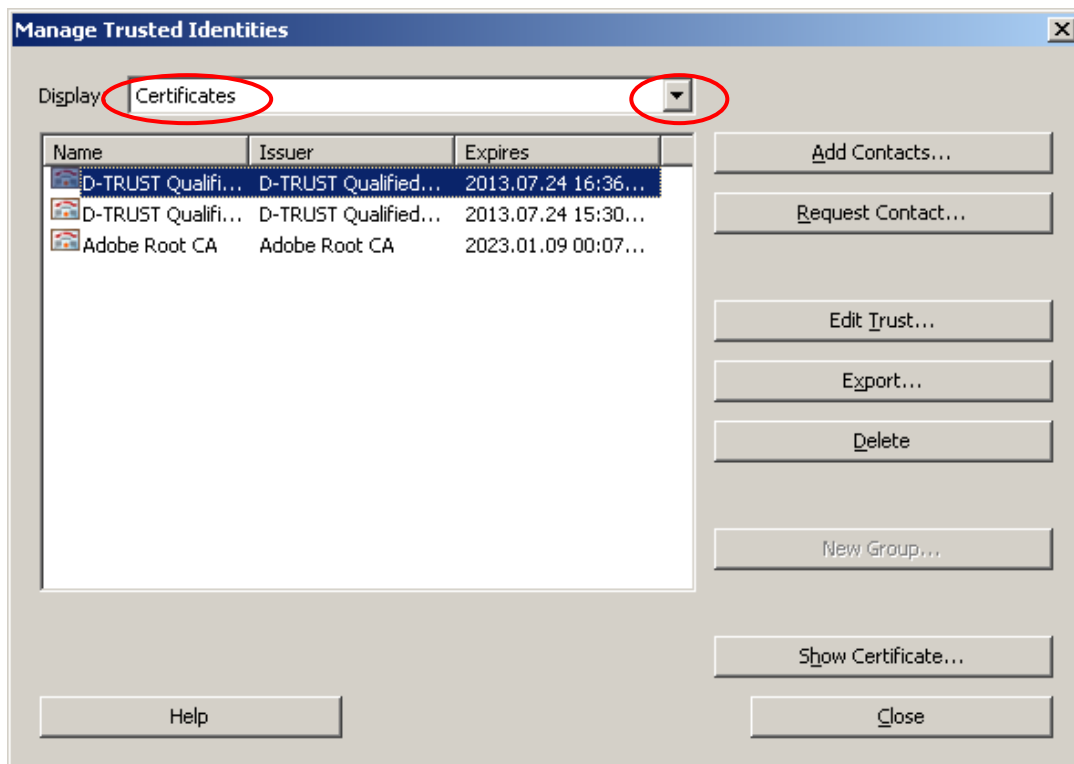 Manage Trusted Identities
Display Certificates
Name Issuer Expires
D-TRUST Qualifi... D-TRUST Qualified... 2013.07.24 16:36...
D-TRUST Qualifi... D-TRUST Qualified... 2013.07.24 15:30...
Adobe Root CA Adobe Root CA 2023.01.09 00:07...
Add Contacts...
Request Contact...
Edit Trust...
Export...
Delete
New Group...
Show Certificate...
Help
Close